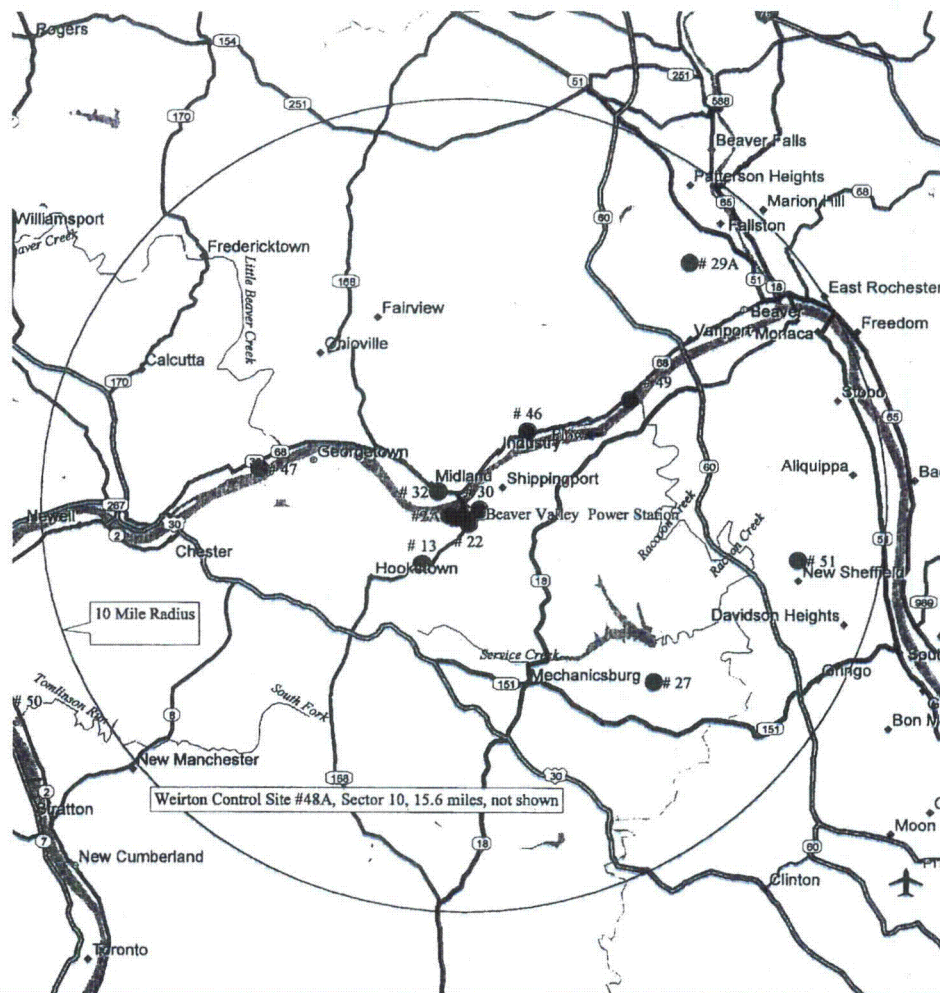 Rogers
154
51
251
251
588
170
Beaver Falls
Patterson Heights
65
Marion Hill
68
60
Fallston
Williamsport
Fredericktown
# 29A
51
18
168
Little Beaver Creek
East Rochester
Fairview
Beaver
Freedom
Vanport
Monaca
Ohioville
Calcutta
170
68
# 49
Stobo
65
# 46
Industry
68
Georgetown
# 47
60
Aliquippa
Midland
# 32
# 30
Shippingport
267
Newell
30
2
Beaver Valley Power Station
# 22
Raccoon Creek
Raccoon Creek
51
Chester
# 13
Hookstown
# 51
New Sheffield
18
10 Mile Radius
Davidson Heights
Service Creek
Mechanicsburg
151
# 27
Tomlinson Run
# 50
South Fork
8
151
Bon M
New Manchester
30
168
Weirton Control Site #48A, Sector 10, 15.6 miles, not shown
2
Stratton
7
18
Moon
60
New Cumberland
Clinton
Toronto